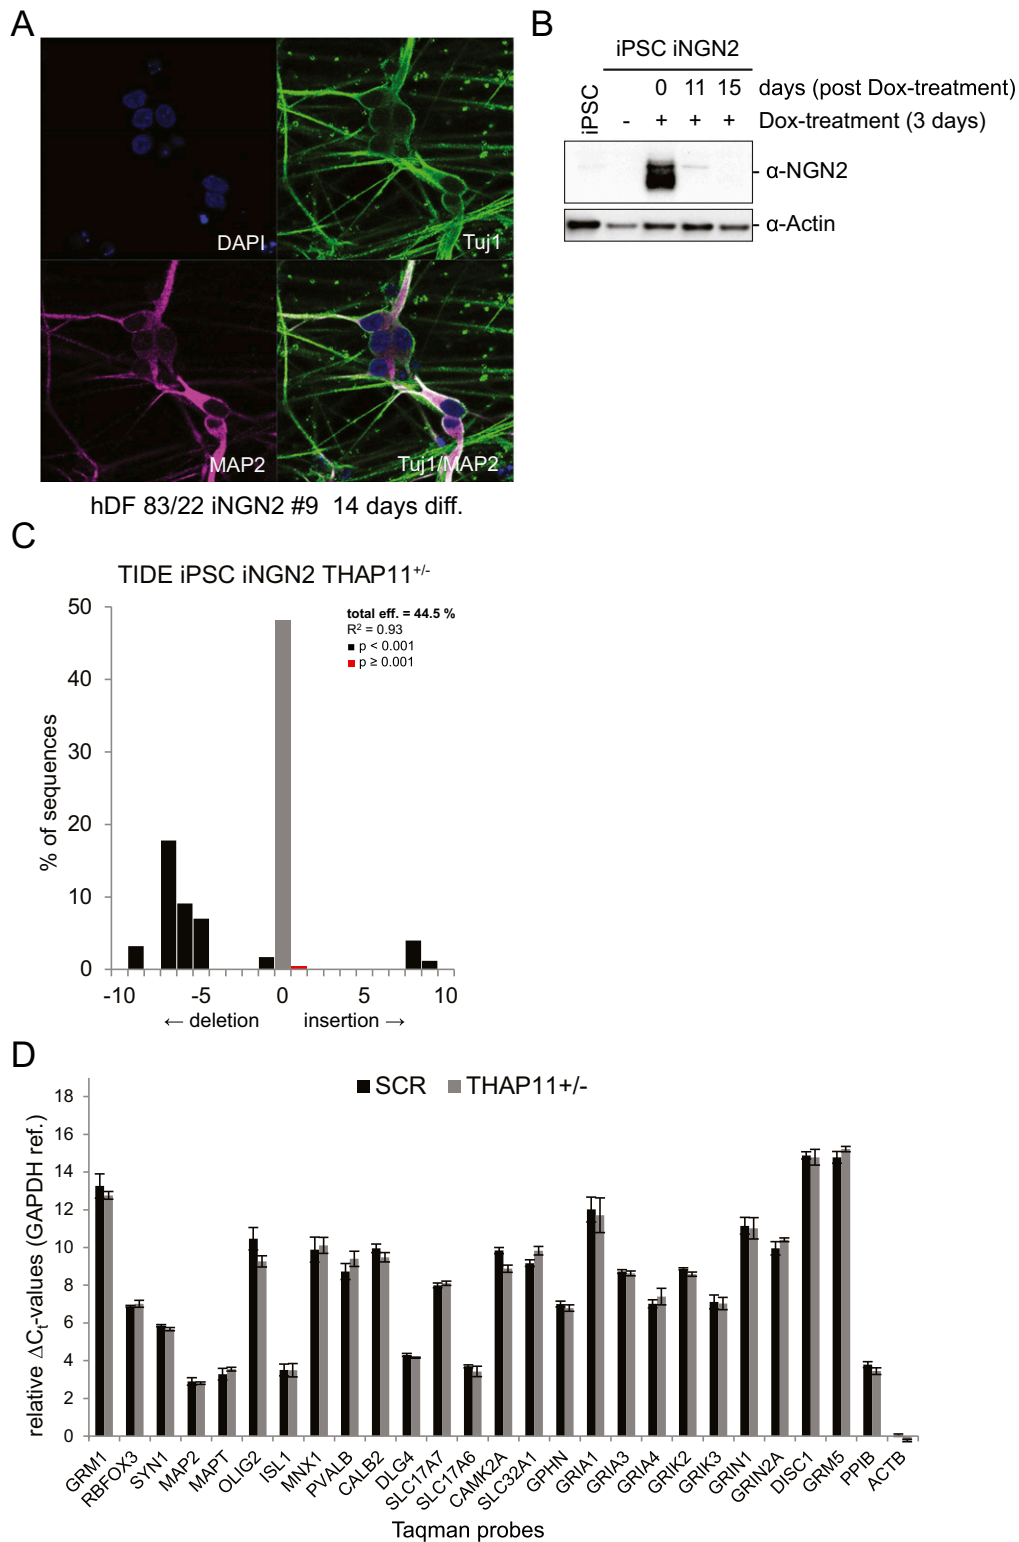 A
DAPI
Tuj1
MAP2
Tuj1/MAP2
hDF 83/22 iNGN2 #9 14 days diff.
B
iPSC iNGN2
iPSC
0 11 15 days (post Dox-treatment)
- + + + Dox-treatment (3 days)
- α-NGN2
- α-Actin
C
TIDE iPSC iNGN2 THAP11+/-
total eff. = 44.5 %
R² = 0.93
p < 0.001
p ≥ 0.001
% of sequences
50
40
30
20
10
0
-10 -5 0 5 10
← deletion insertion →
D
SCR THAP11+/-
relative ΔCt-values (GAPDH ref.)
18
16
14
12
10
8
6
4
2
0
GRM1
RBFOX3
SYN1
MAP2
MAPT
OLIG2
ISL1
MNX1
PVALB
CALB2
DLG4
SLC17A7
SLC17A6
CAMK2A
SLC32A1
GPHN
GRIA1
GRIA3
GRIA4
GRIK2
GRIK3
GRIN1
GRIN2A
DISC1
GRM5
PPIB
ACTB
Taqman probes